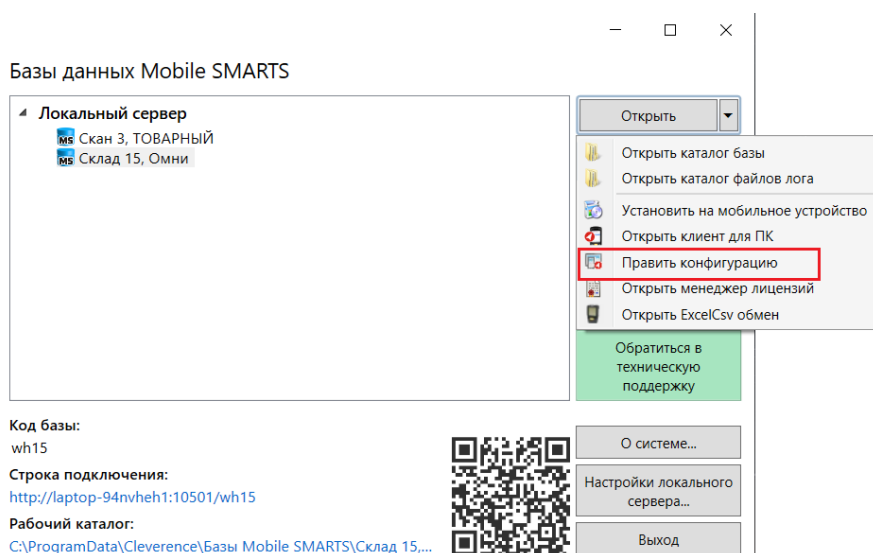 Базы данных Mobile SMARTS
Локальный сервер
MS Скан 3, ТОВАРНЫЙ
MS Склад 15, Омни
Открыть
Открыть каталог базы
Открыть каталог файлов лога
Установить на мобильное устройство
Открыть клиент для ПК
Править конфигурацию
Открыть менеджер лицензий
Открыть ExcelCsv обмен
Обратиться в
техническую
поддержку
Код базы:
wh15
Строка подключения:
http://laptop-94nvheh1:10501/wh15
Рабочий каталог:
C:\ProgramData\Cleverence\Базы Mobile SMARTS\Склад 15,...
О системе...
Настройки локального
сервера...
Выход